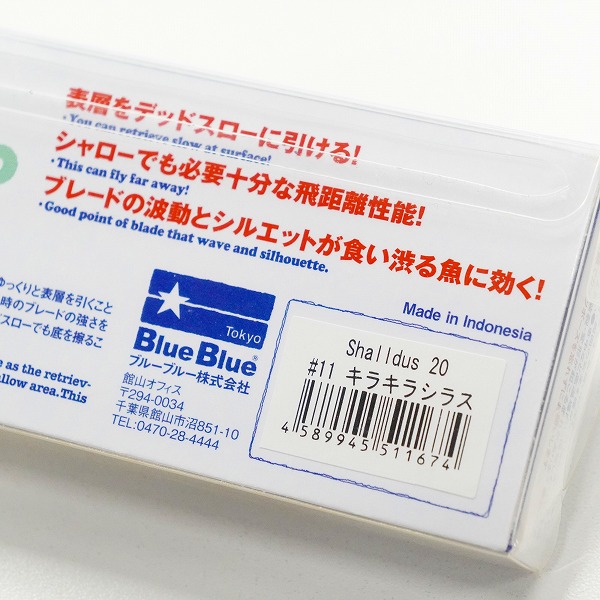 表層をデッドスローに引ける!
・You can retrieve slow at surface!
シャローでも必要十分な飛距離性能!
・This can fly far away!
ブレードの波動とシルエットが食い渋る魚に効く!
・Good point of blade that wave and silhouette.
ゆっくりと表層を引くこと
時のブレードの強さを
スローでも底を擦るこ
e as the retriev-
allow area.This
Tokyo
Blue Blue®
ブルーブルー株式会社
館山オフィス
〒294-0034
千葉県館山市沼851-10
TEL:0470-28-4444
Made in Indonesia
Shalldus 20
#11 キラキラシラス
4 589945 511674